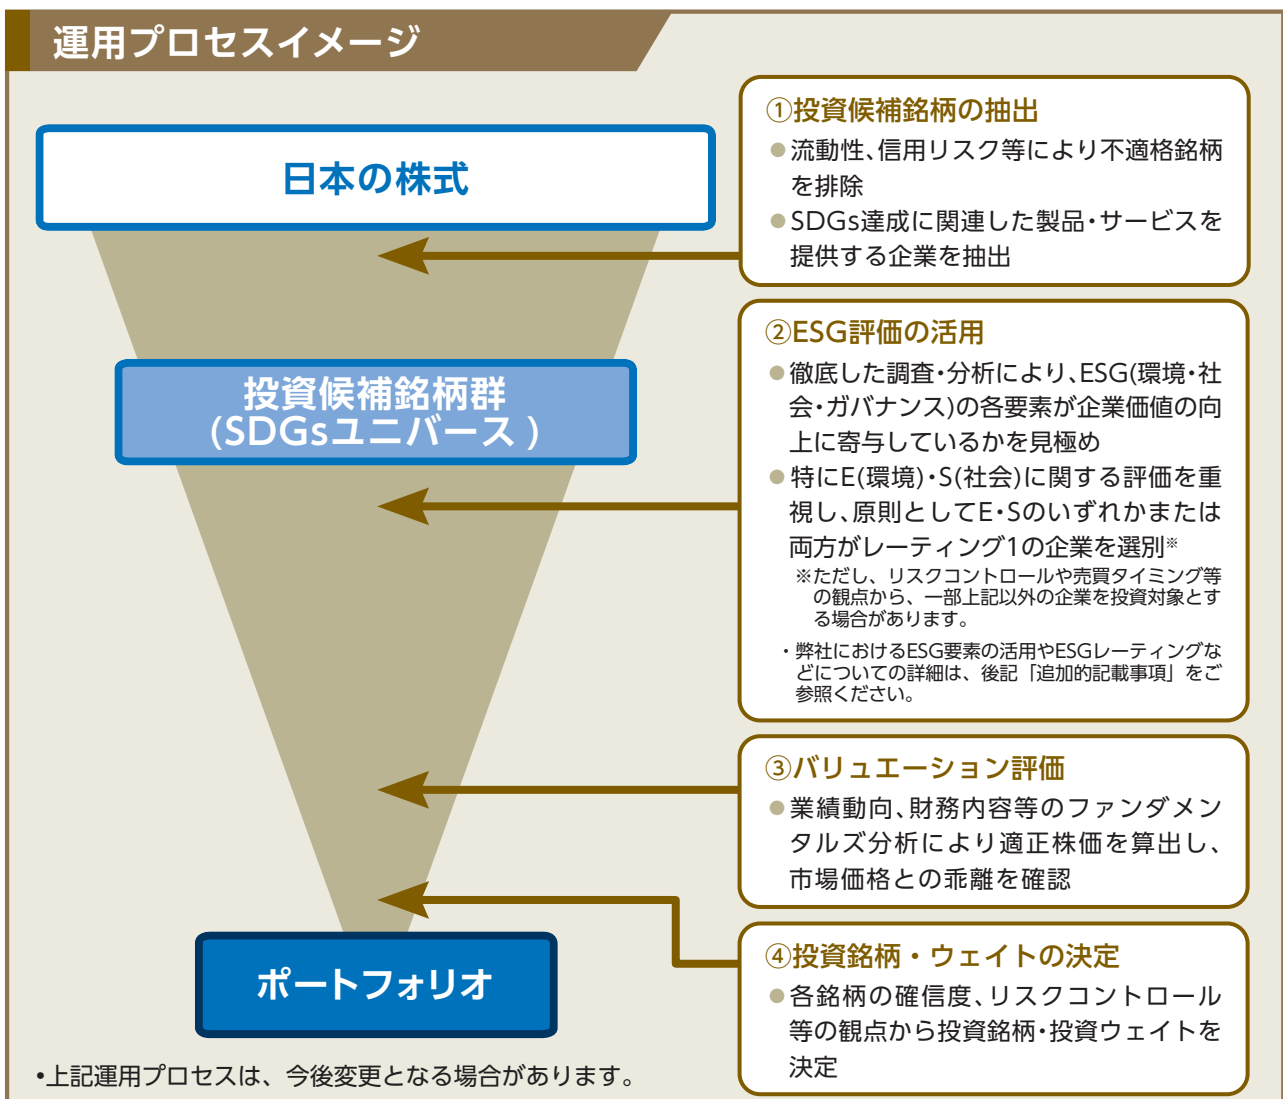 運用プロセスイメージ
日本の株式
①投資候補銘柄の抽出
●流動性、信用リスク等により不適格銘柄
を排除
●SDGs達成に関連した製品・サービスを
提供する企業を抽出
投資候補銘柄群
(SDGsユニバース )
②ESG評価の活用
●徹底した調査・分析により、ESG(環境・社
会・ガバナンス)の各要素が企業価値の向
上に寄与しているかを見極め
●特にE(環境)・S(社会)に関する評価を重
視し、原則としてE・Sのいずれかまたは
両方がレーティング1の企業を選別※
※ただし、リスクコントロールや売買タイミング等
の観点から、一部上記以外の企業を投資対象とす
る場合があります。
・弊社におけるESG要素の活用やESGレーティングな
どについての詳細は、後記「追加的記載事項」をご
参照ください。
③バリュエーション評価
●業績動向、財務内容等のファンダメン
タルズ分析により適正株価を算出し、
市場価格との乖離を確認
ポートフォリオ
④投資銘柄・ウェイトの決定
●各銘柄の確信度、リスクコントロール
等の観点から投資銘柄・投資ウェイトを
決定
•上記運用プロセスは、今後変更となる場合があります。